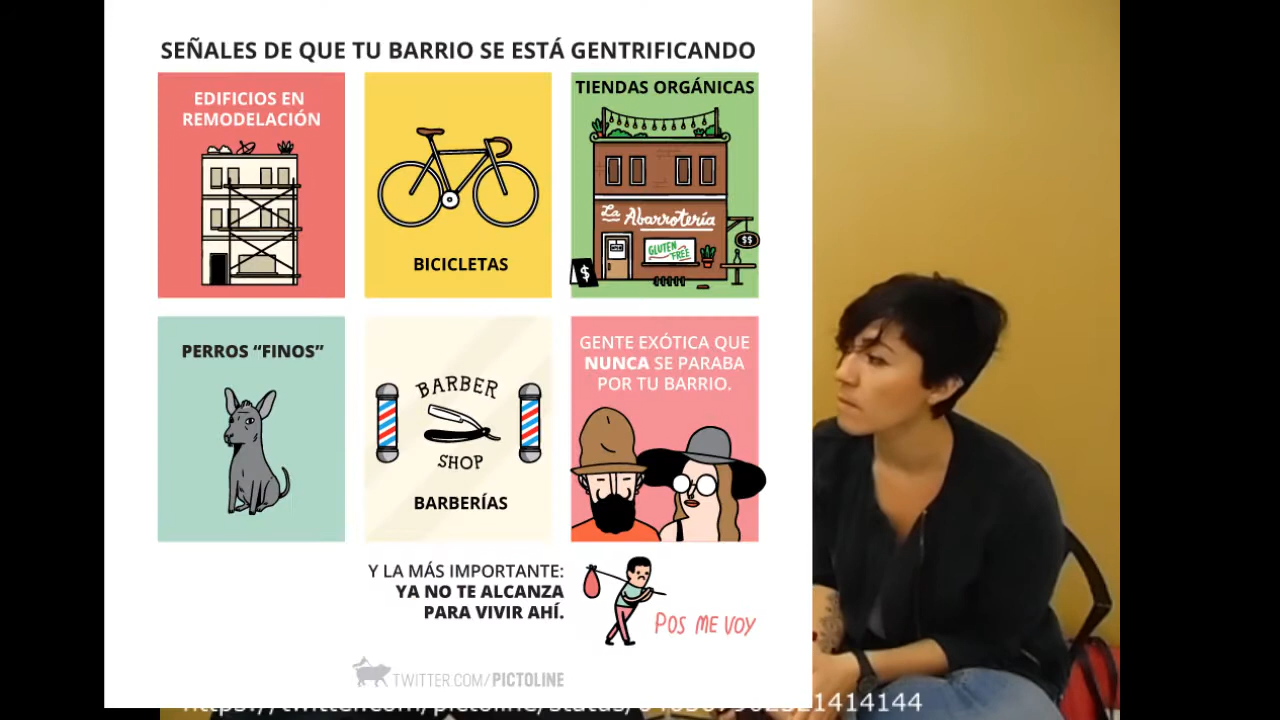 SEÑALES DE QUE TU BARRIO SE ESTÁ GENTRIFICANDO
EDIFICIOS EN
REMODELACIÓN
BICICLETAS
TIENDAS ORGÁNICAS
La Abarrotería
$$
OPEN
GLUTEN
FREE
$
PERROS “FINOS”
BARBER
SHOP
BARBERÍAS
GENTE EXÓTICA QUE
NUNCA SE PARABA
POR TU BARRIO.
Y LA MÁS IMPORTANTE:
YA NO TE ALCANZA
PARA VIVIR AHÍ.
POS ME VOY
TWITTER.COM/PICTOLINE